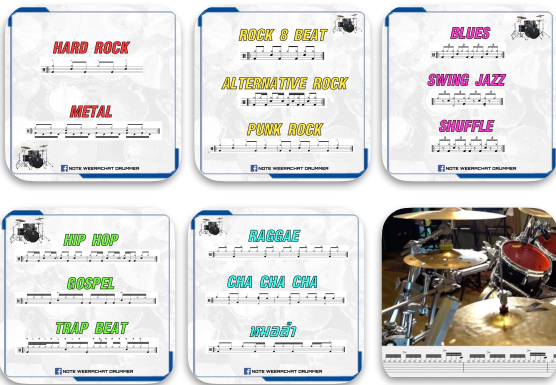 HARD ROCK
METAL
NOTE WEERACHAT DRUMMER
ROCK 8 BEAT
ALTERNATIVE ROCK
PUNK ROCK
NOTE WEERACHAT DRUMMER
BLUES
SWING JAZZ
SHUFFLE
NOTE WEERACHAT DRUMMER
HIP HOP
GOSPEL
TRAP BEAT
NOTE WEERACHAT DRUMMER
RAGGAE
CHA CHA CHA
หมอลำ
NOTE WEERACHAT DRUMMER